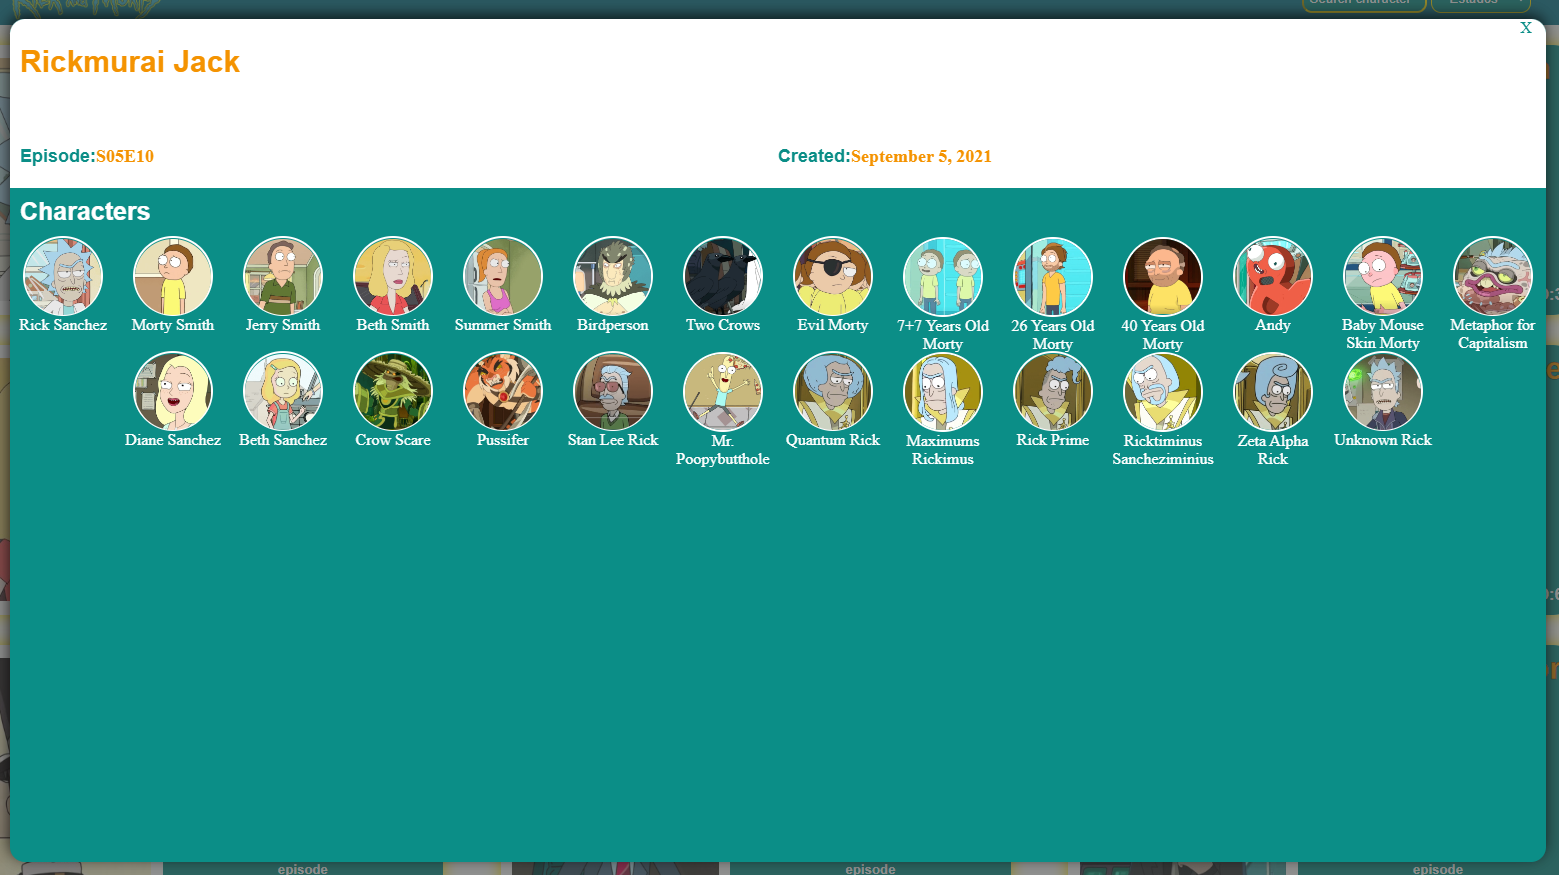 Search character
Estados
X
Rickmurai Jack
Episode:S05E10
Created:September 5, 2021
Characters
Rick Sanchez
Morty Smith
Jerry Smith
Beth Smith
Summer Smith
Birdperson
Two Crows
Evil Morty
7+7 Years Old
Morty
26 Years Old
Morty
40 Years Old
Morty
Andy
Baby Mouse
Skin Morty
Metaphor for
Capitalism
Diane Sanchez
Beth Sanchez
Crow Scare
Pussifer
Stan Lee Rick
Mr.
Poopybutthole
Quantum Rick
Maximums
Rickimus
Rick Prime
Ricktiminus
Sancheziminius
Zeta Alpha
Rick
Unknown Rick
episode
episode
episode